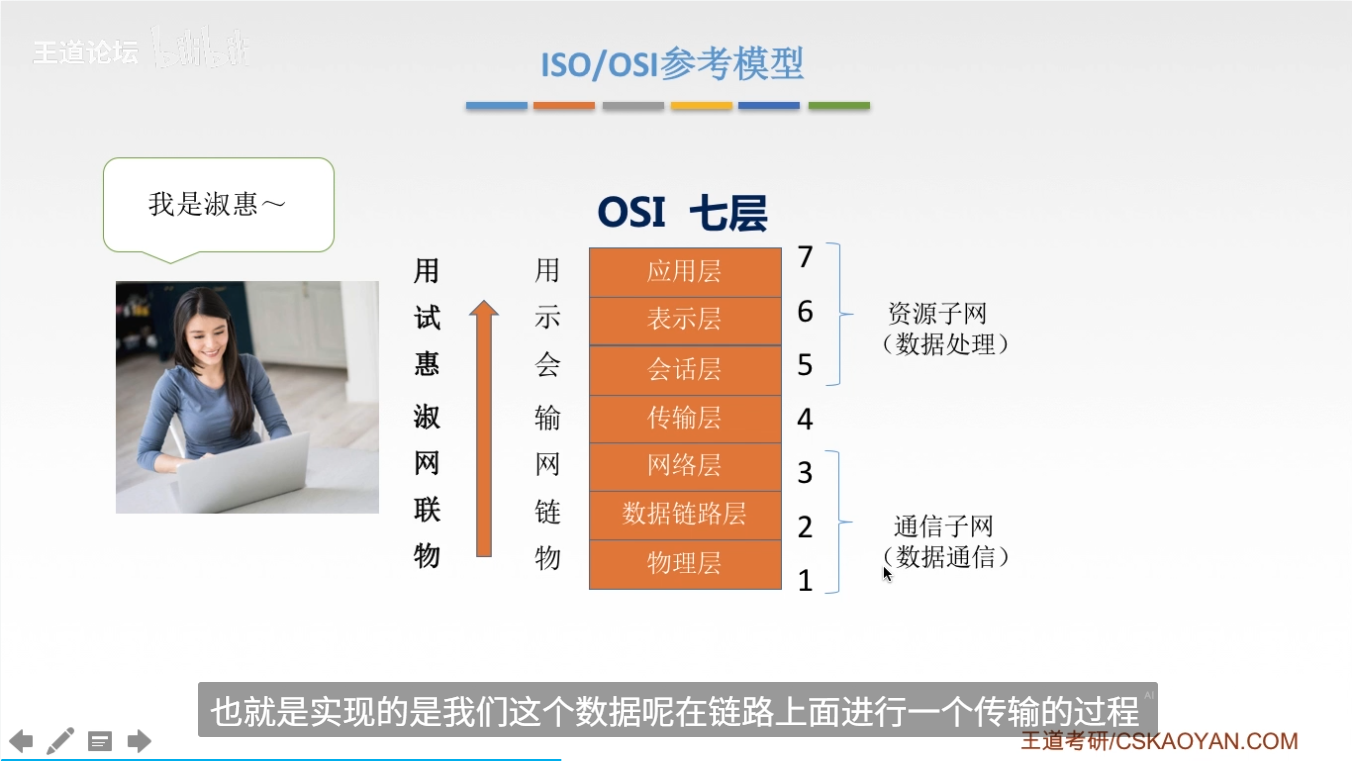 王道论坛 bilibili
ISO/OSI参考模型
我是淑惠~
OSI 七层
用 用 应用层 7
试 示 表示层 6
惠 会 会话层 5
资源子网
（数据处理）
淑 输 传输层 4
网 网 网络层 3
联 链 数据链路层 2
物 物 物理层 1
通信子网
（数据通信）
也就是实现的是我们这个数据呢在链路上面进行一个传输的过程
AI
王道考研/CSKAOYAN.COM